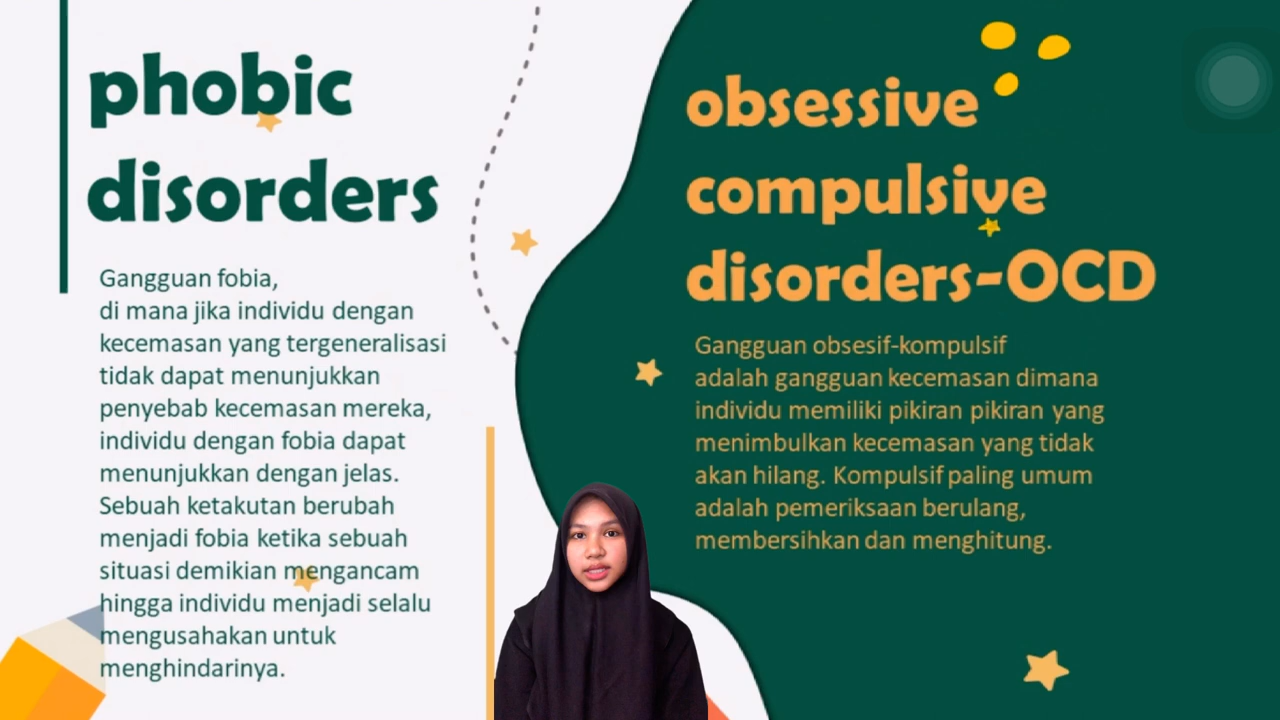 phobic
disorders
Gangguan fobia,
di mana jika individu dengan
kecemasan yang tergeneralisasi
tidak dapat menunjukkan
penyebab kecemasan mereka,
individu dengan fobia dapat
menunjukkan dengan jelas.
Sebuah ketakutan berubah
menjadi fobia ketika sebuah
situasi demikian mengancam
hingga individu menjadi selalu
mengusahakan untuk
menghindarinya.
obsessive
compulsive
disorders-OCD
Gangguan obsesif-kompulsif
adalah gangguan kecemasan dimana
individu memiliki pikiran pikiran yang
menimbulkan kecemasan yang tidak
akan hilang. Kompulsif paling umum
adalah pemeriksaan berulang,
membersihkan dan menghitung.